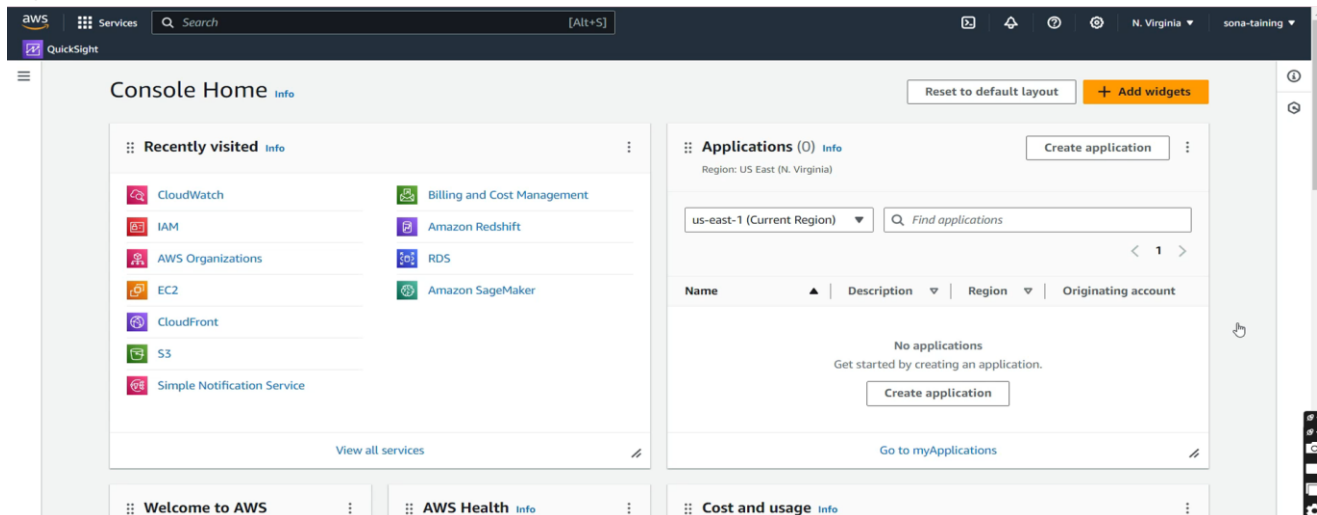 aws
Services
Search
[Alt+S]
N. Virginia ▼
sona-taining ▼
QuickSight
Console Home Info
Reset to default layout
+ Add widgets
Recently visited Info
CloudWatch
IAM
AWS Organizations
EC2
CloudFront
S3
Simple Notification Service
Billing and Cost Management
Amazon Redshift
RDS
Amazon SageMaker
View all services
Applications (0) Info
Region: US East (N. Virginia)
Create application
us-east-1 (Current Region)
Find applications
< 1 >
Name
Description
Region
Originating account
No applications
Get started by creating an application.
Create application
Go to myApplications
Welcome to AWS
AWS Health Info
Cost and usage Info